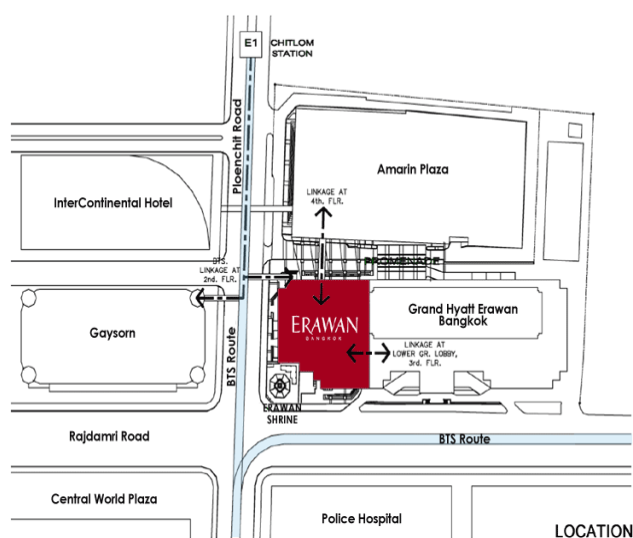 E1
CHITLOM
STATION
Ploenchit Road
Amarin Plaza
InterContinental Hotel
LINKAGE AT
4th. FLR.
BTS.
LINKAGE AT
2nd. FLR.
PROMENADE
Gaysorn
ERAWAN
BANGKOK
Grand Hyatt Erawan
Bangkok
LINKAGE AT
LOWER GR. LOBBY,
3rd. FLR.
BTS Route
ERAWAN
SHRINE
Rajdamri Road
BTS Route
Central World Plaza
Police Hospital
LOCATION